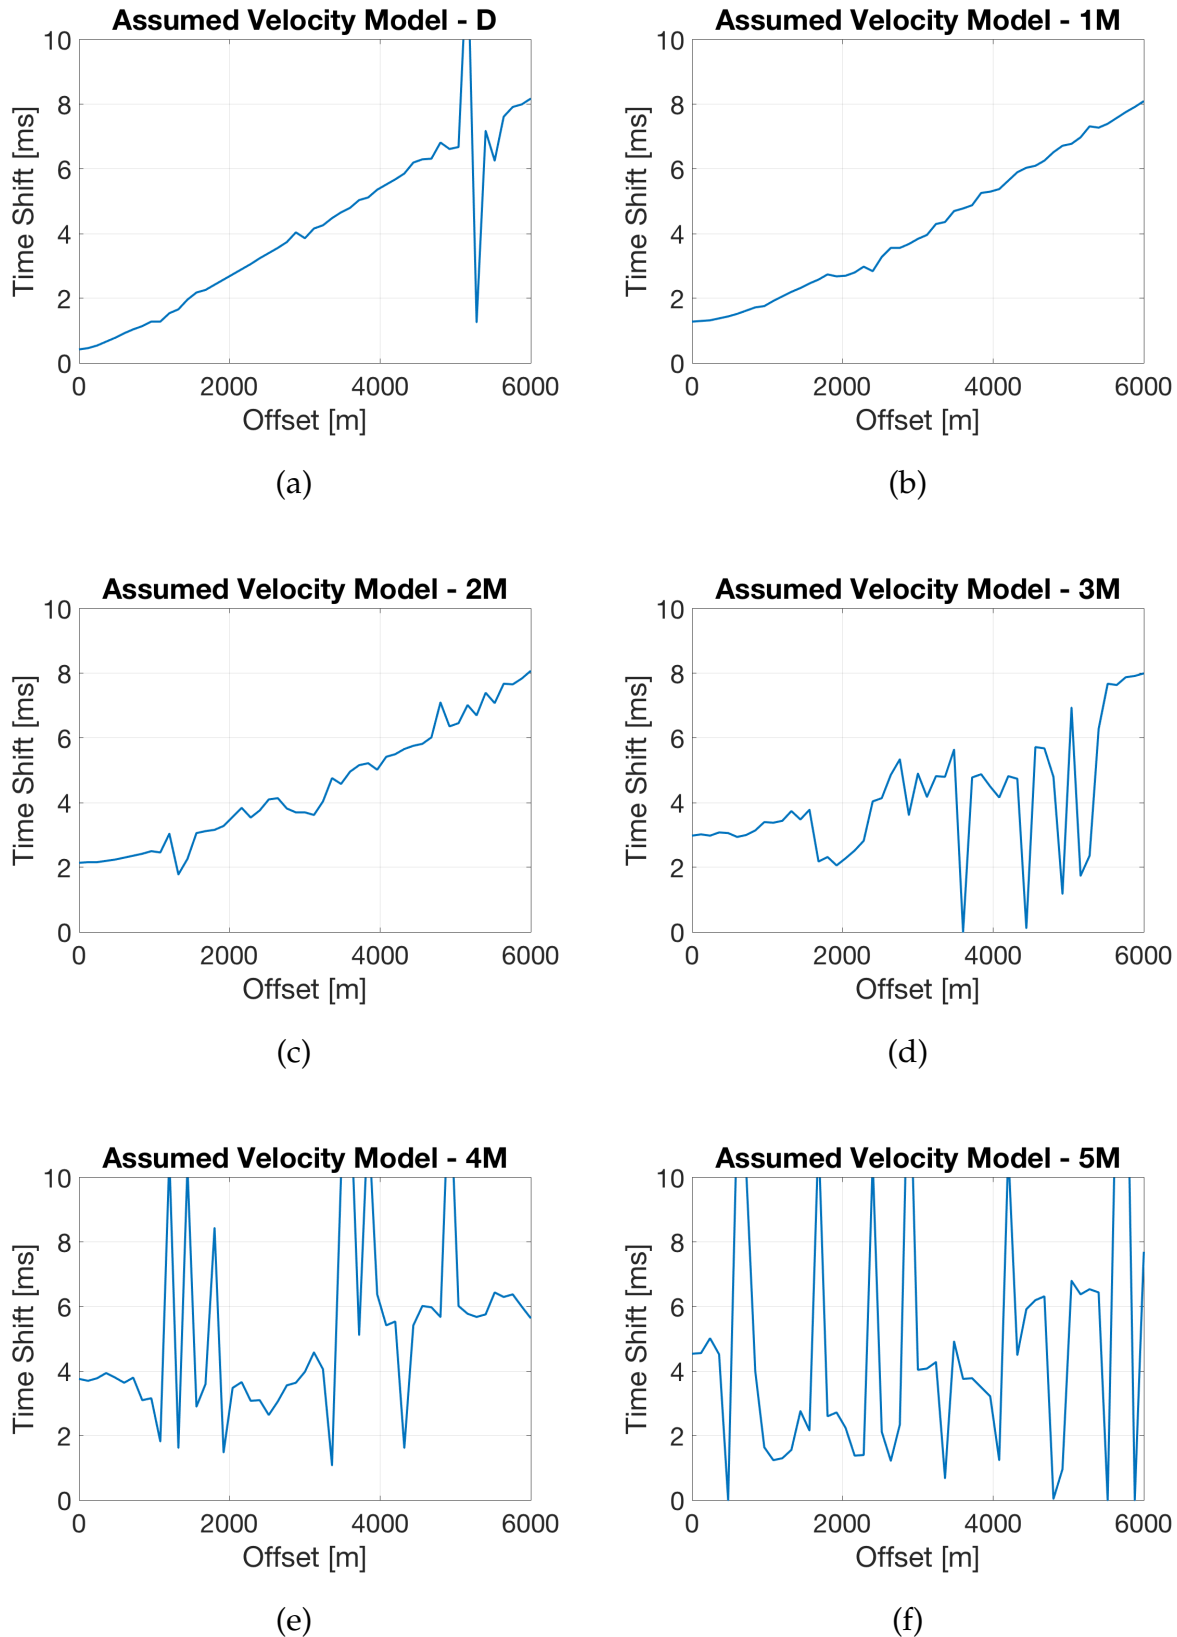 Assumed Velocity Model - D
Time Shift [ms]
10
8
6
4
2
0
0 2000 4000 6000
Offset [m]
(a)
Assumed Velocity Model - 1M
Time Shift [ms]
10
8
6
4
2
0
0 2000 4000 6000
Offset [m]
(b)
Assumed Velocity Model - 2M
Time Shift [ms]
10
8
6
4
2
0
0 2000 4000 6000
Offset [m]
(c)
Assumed Velocity Model - 3M
Time Shift [ms]
10
8
6
4
2
0
0 2000 4000 6000
Offset [m]
(d)
Assumed Velocity Model - 4M
Time Shift [ms]
10
8
6
4
2
0
0 2000 4000 6000
Offset [m]
(e)
Assumed Velocity Model - 5M
Time Shift [ms]
10
8
6
4
2
0
0 2000 4000 6000
Offset [m]
(f)